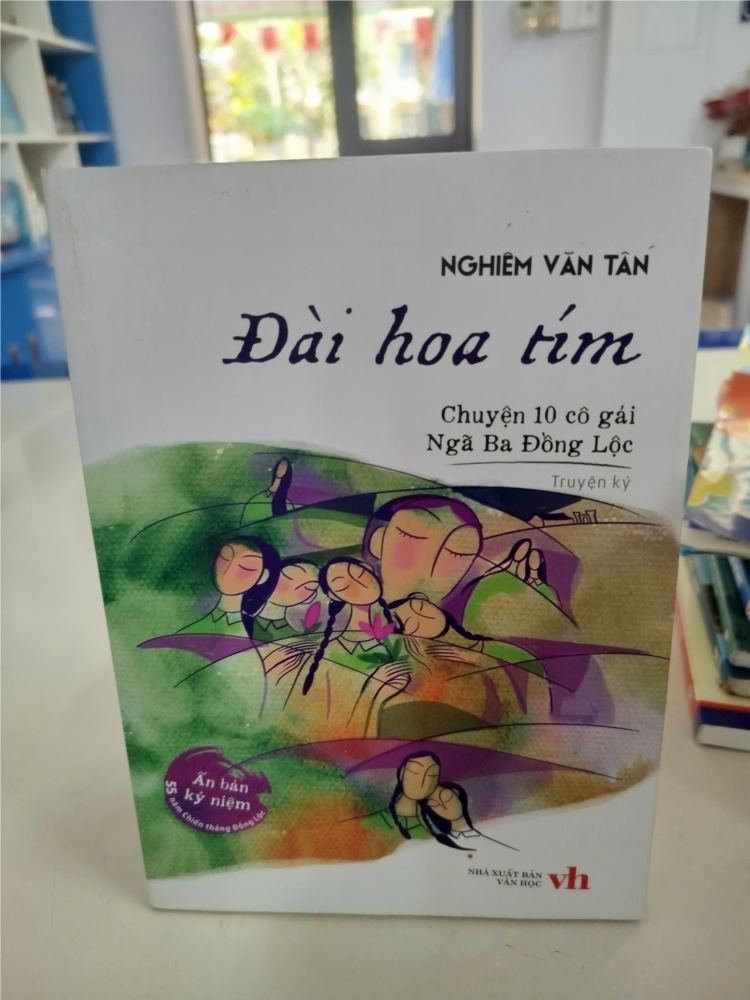 NGHIÊM VĂN TÂN
Đài hoa tím
Chuyện 10 cô gái
Ngã Ba Đồng Lộc
Truyện ký
Ấn bản
kỷ niệm
55 năm Chiến thắng Đồng Lộc
NHÀ XUẤT BẢN
VĂN HỌC
vh